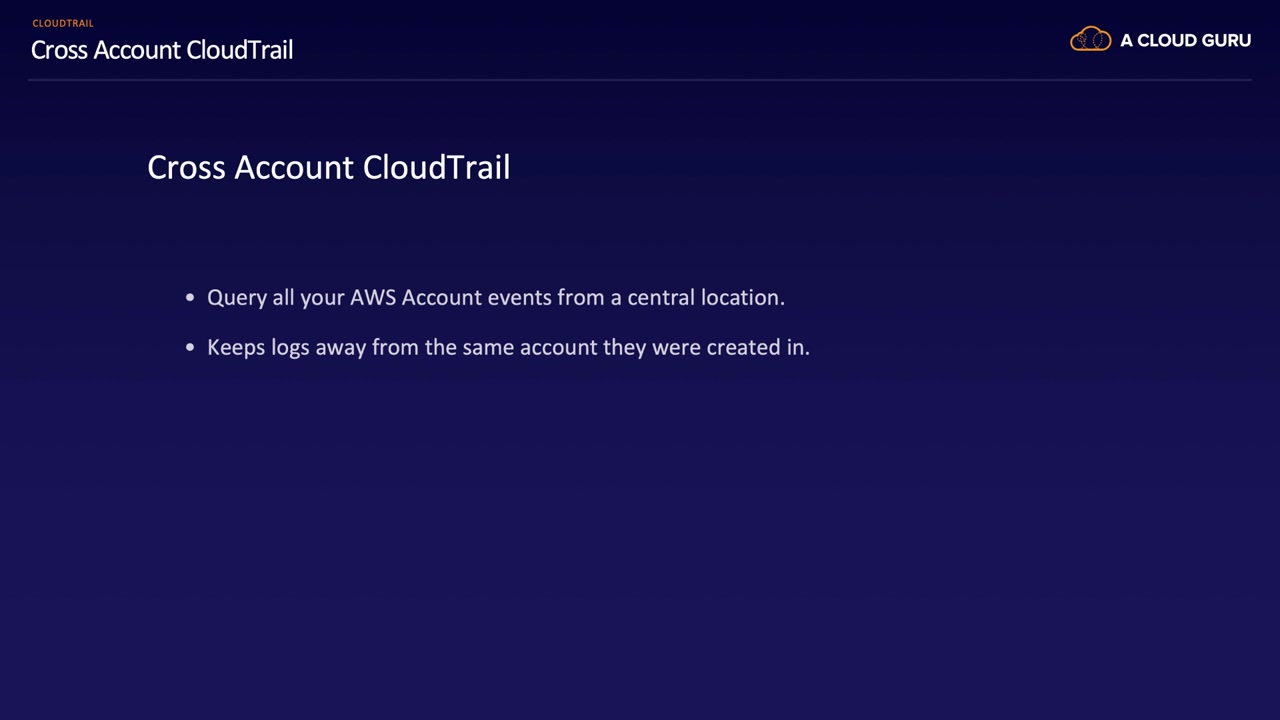 CLOUDTRAIL
Cross Account CloudTrail
A CLOUD GURU
Cross Account CloudTrail
• Query all your AWS Account events from a central location.
• Keeps logs away from the same account they were created in.